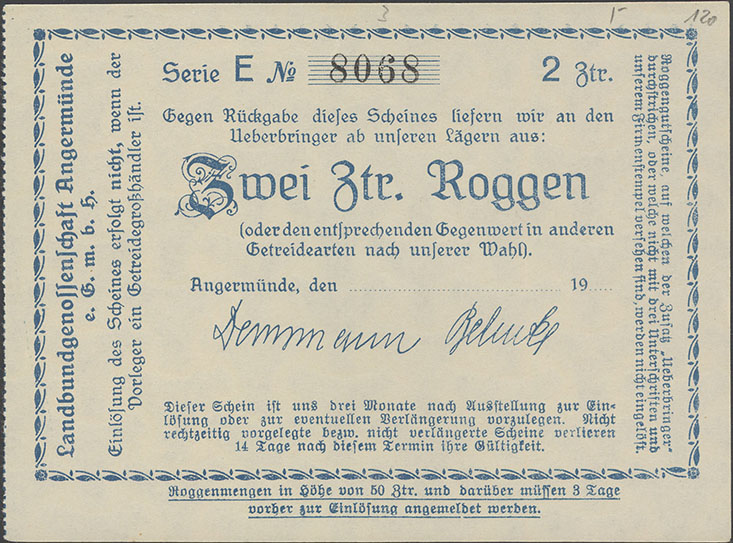 3
Γ
120
Landbundgenossenschaft Angermünde
e. G. m. b. H.
Einlösung des Scheines erfolgt nicht, wenn der
Vorleger ein Getreidegroßhändler ist.
Serie E № 8068 2 Ztr.
Gegen Rückgabe dieses Scheines liefern wir an den
Ueberbringer ab unseren Lägern aus:
Zwei Ztr. Roggen
(oder den entsprechenden Gegenwert in anderen
Getreidearten nach unserer Wahl).
Angermünde, den 19
Demmann Behnke
Dieser Schein ist uns drei Monate nach Ausstellung zur Ein-
lösung oder zur eventuellen Verlängerung vorzulegen. Nicht
rechtzeitig vorgelegte bezw. nicht verlängerte Scheine verlieren
14 Tage nach diesem Termin ihre Gültigkeit.
Roggengutscheine, auf welchen der Zusatz „Ueberbringer“
durchstrichen, oder welche nicht mit drei Unterschriften und
unserem Firmenstempel versehen sind, werden nicht eingelöst.
Roggenmengen in Höhe von 50 Ztr. und darüber müssen 3 Tage
vorher zur Einlösung angemeldet werden.